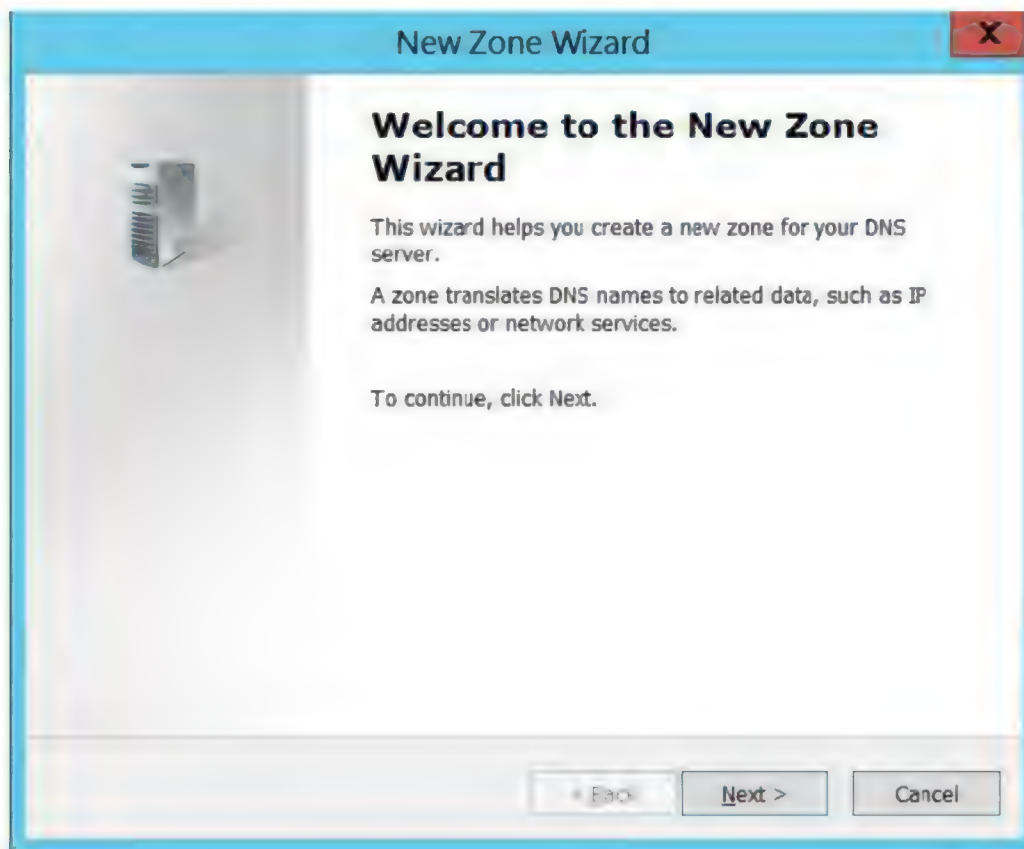 New Zone Wizard
X
Welcome to the New Zone
Wizard
This wizard helps you create a new zone for your DNS
server.
A zone translates DNS names to related data, such as IP
addresses or network services.
To continue, click Next.
< Back
Next >
Cancel